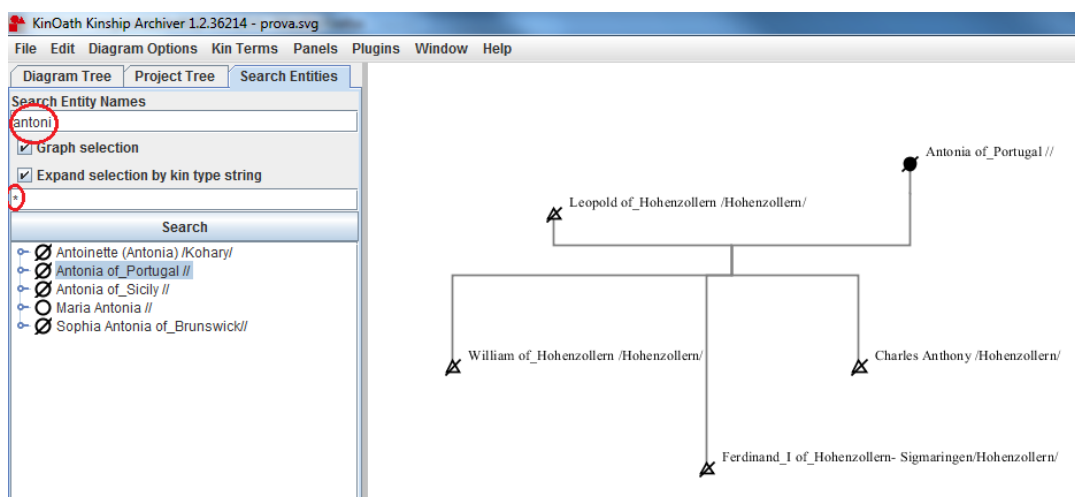 KinOath Kinship Archiver 1.2.36214 - prova.svg
File Edit Diagram Options Kin Terms Panels Plugins Window Help
Diagram Tree Project Tree Search Entities
Search Entity Names
antoni
Graph selection
Expand selection by kin type string
*
Search
Antoinette (Antonia) /Kohary/
Antonia of_Portugal //
Antonia of_Sicily //
Maria Antonia //
Sophia Antonia of_Brunswick//
Antonia of_Portugal //
Leopold of_Hohenzollern /Hohenzollern/
William of_Hohenzollern /Hohenzollern/
Charles Anthony /Hohenzollern/
Ferdinand_I of_Hohenzollern- Sigmaringen/Hohenzollern/